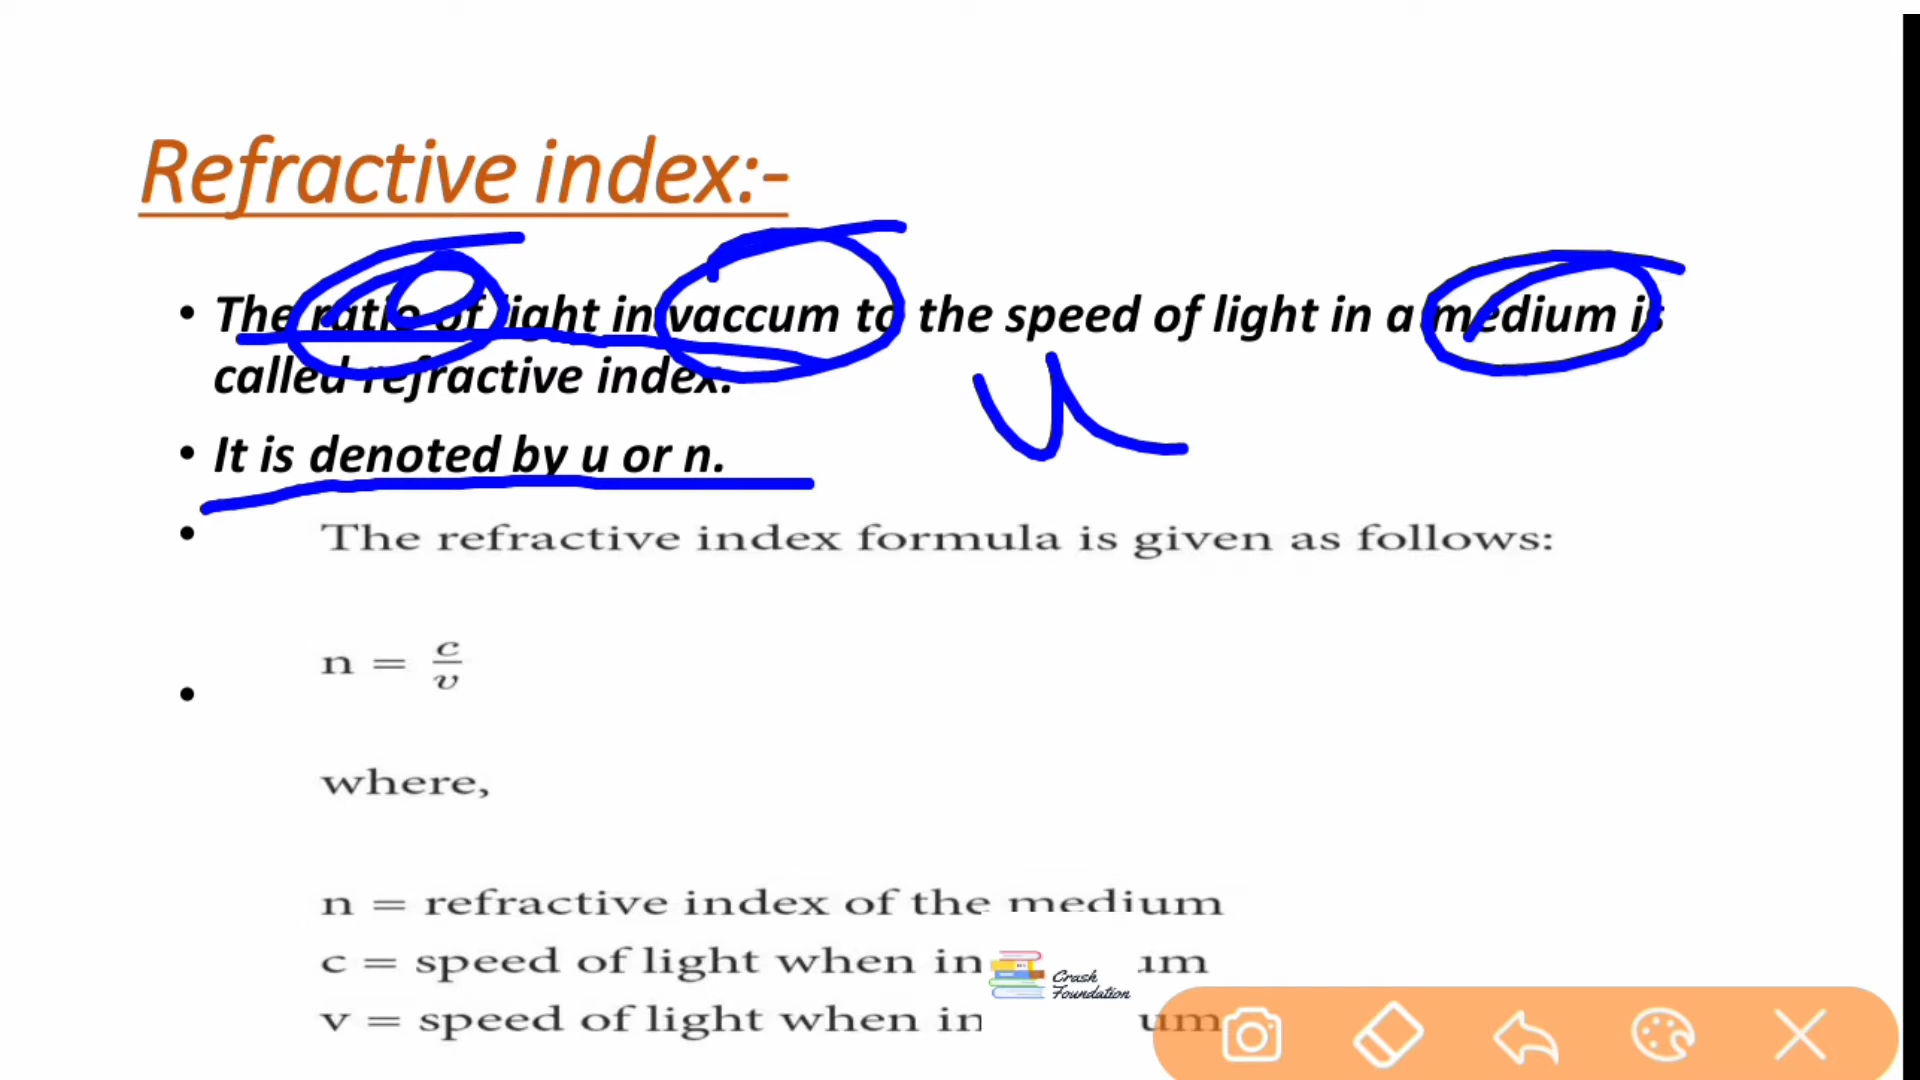 Refractive index:-
• The ratio of light in vaccum to the speed of light in a medium is
called refractive index.
u
• It is denoted by u or n.
• The refractive index formula is given as follows:
n = c/v
•
where,
n = refractive index of the medium
c = speed of light when in
Crash
Foundation
v = speed of light when in